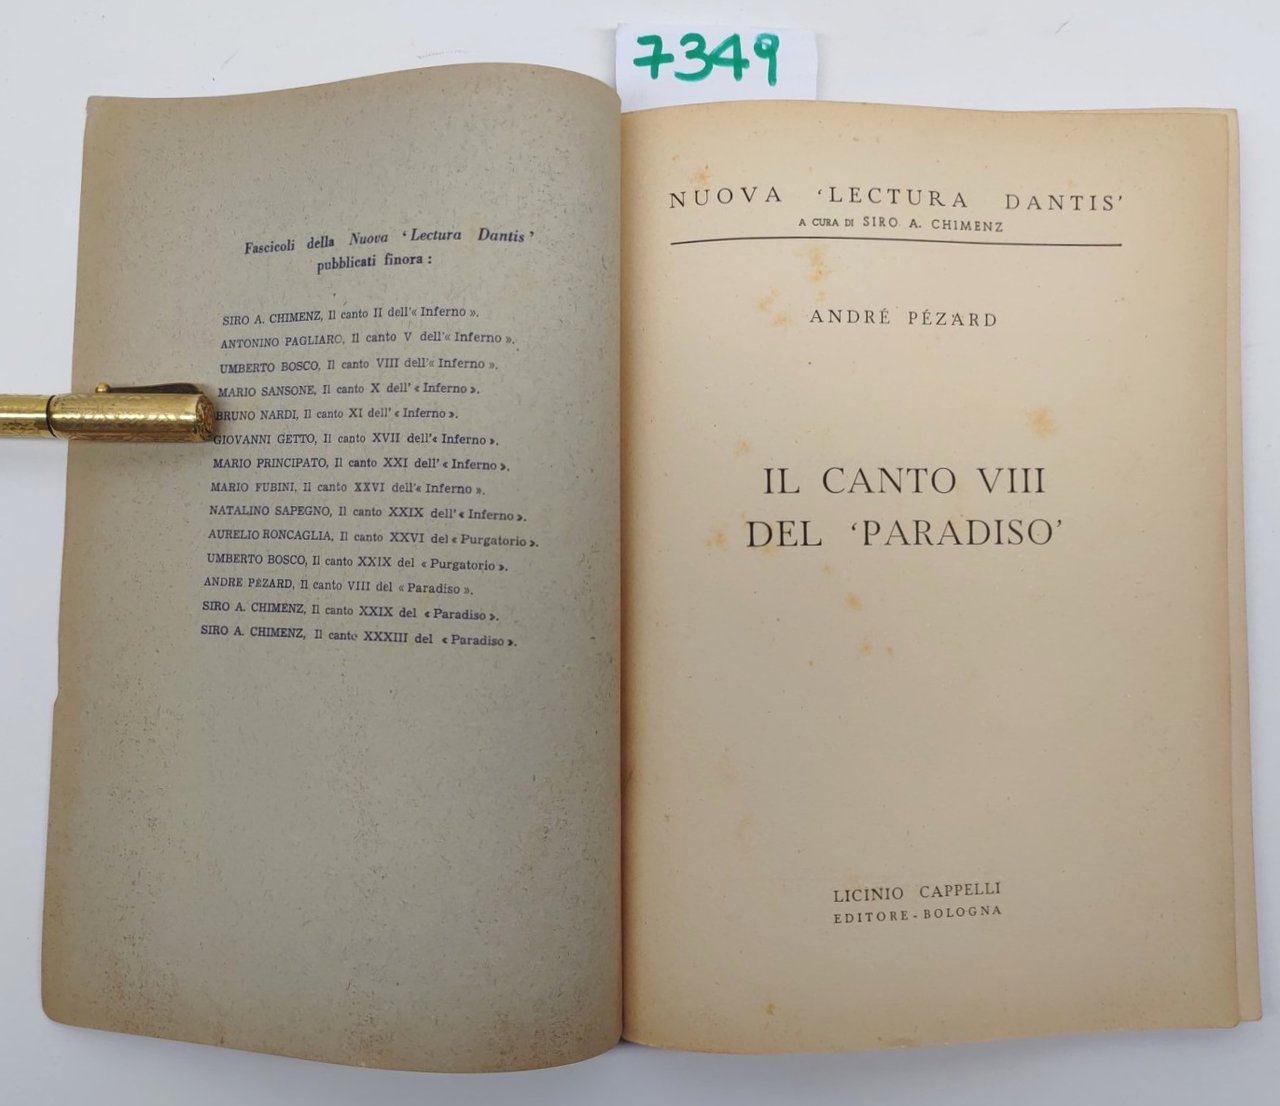 7349
Fascicoli della Nuova ‘Lectura Dantis’
pubblicati finora :
SIRO A. CHIMENZ, Il canto II dell'« Inferno ».
ANTONINO PAGLIARO, Il canto V dell'« Inferno ».
UMBERTO BOSCO, Il canto VIII dell'« Inferno ».
MARIO SANSONE, Il canto X dell'« Inferno ».
BRUNO NARDI, Il canto XI dell'« Inferno ».
GIOVANNI GETTO, Il canto XVII dell'« Inferno ».
MARIO PRINCIPATO, Il canto XXI dell'« Inferno ».
MARIO FUBINI, Il canto XXVI dell'« Inferno ».
NATALINO SAPEGNO, Il canto XXIX dell'« Inferno ».
AURELIO RONCAGLIA, Il canto XXVI del « Purgatorio ».
UMBERTO BOSCO, Il canto XXIX del « Purgatorio ».
ANDRE PÉZARD, Il canto VIII del « Paradiso ».
SIRO A. CHIMENZ, Il canto XXIX del « Paradiso ».
SIRO A. CHIMENZ, Il canto XXXIII del « Paradiso ».
NUOVA ‘LECTURA DANTIS’
A CURA DI SIRO A. CHIMENZ
ANDRÉ PÉZARD
IL CANTO VIII
DEL ‘PARADISO’
LICINIO CAPPELLI
EDITORE - BOLOGNA